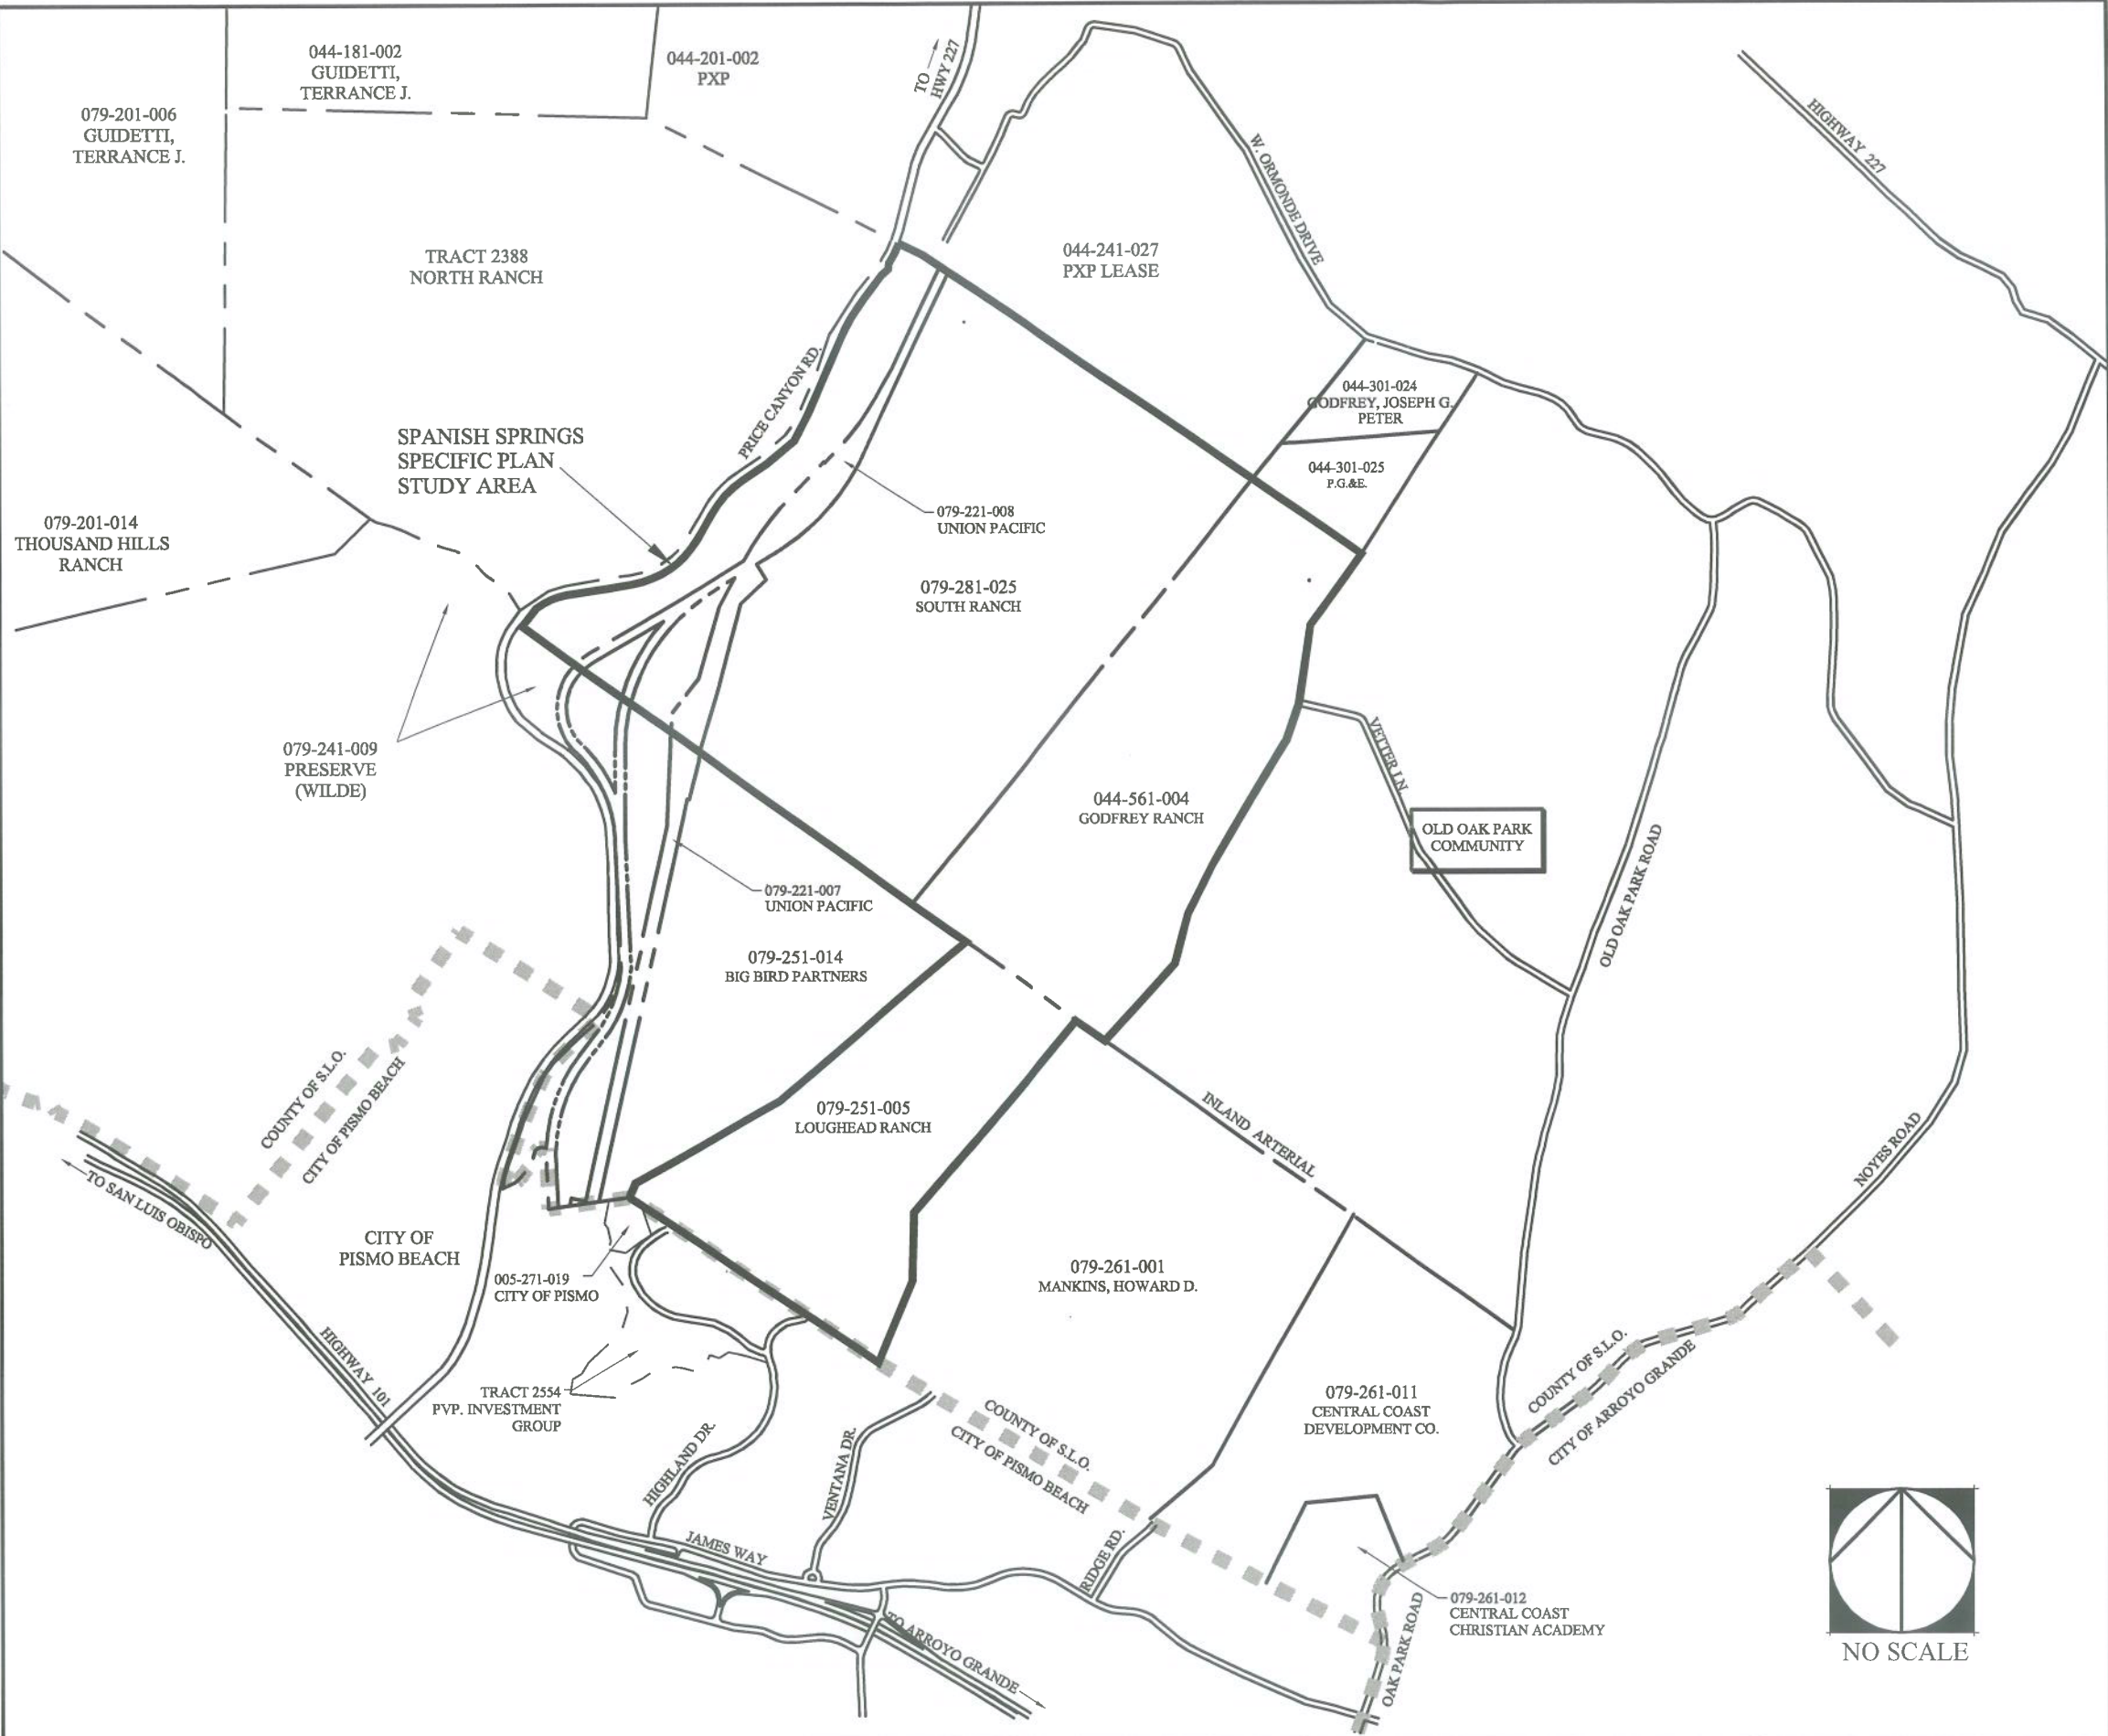 044-181-002
GUIDETTI,
TERRANCE J.
044-201-002
PXP
TO
HWY 227
079-201-006
GUIDETTI,
TERRANCE J.
HIGHWAY 227
W. ORMONDE DRIVE
TRACT 2388
NORTH RANCH
044-241-027
PXP LEASE
PRICE CANYON RD.
044-301-024
GODFREY, JOSEPH G.
PETER
SPANISH SPRINGS
SPECIFIC PLAN
STUDY AREA
044-301-025
P.G.&E.
079-201-014
THOUSAND HILLS
RANCH
079-221-008
UNION PACIFIC
079-281-025
SOUTH RANCH
079-241-009
PRESERVE
(WILDE)
VETTER LN.
044-561-004
GODFREY RANCH
OLD OAK PARK
COMMUNITY
OLD OAK PARK ROAD
079-221-007
UNION PACIFIC
079-251-014
BIG BIRD PARTNERS
COUNTY OF S.L.O.
CITY OF PISMO BEACH
079-251-005
LOUGHEAD RANCH
INLAND ARTERIAL
NOYES ROAD
TO SAN LUIS OBISPO
CITY OF
PISMO BEACH
005-271-019
CITY OF PISMO
079-261-001
MANKINS, HOWARD D.
HIGHWAY 101
TRACT 2554
PVP. INVESTMENT
GROUP
079-261-011
CENTRAL COAST
DEVELOPMENT CO.
COUNTY OF S.L.O.
CITY OF ARROYO GRANDE
COUNTY OF S.L.O.
CITY OF PISMO BEACH
HIGHLAND DR.
VENTANA DR.
JAMES WAY
RIDGE RD.
TO ARROYO GRANDE
OAK PARK ROAD
079-261-012
CENTRAL COAST
CHRISTIAN ACADEMY
NO SCALE